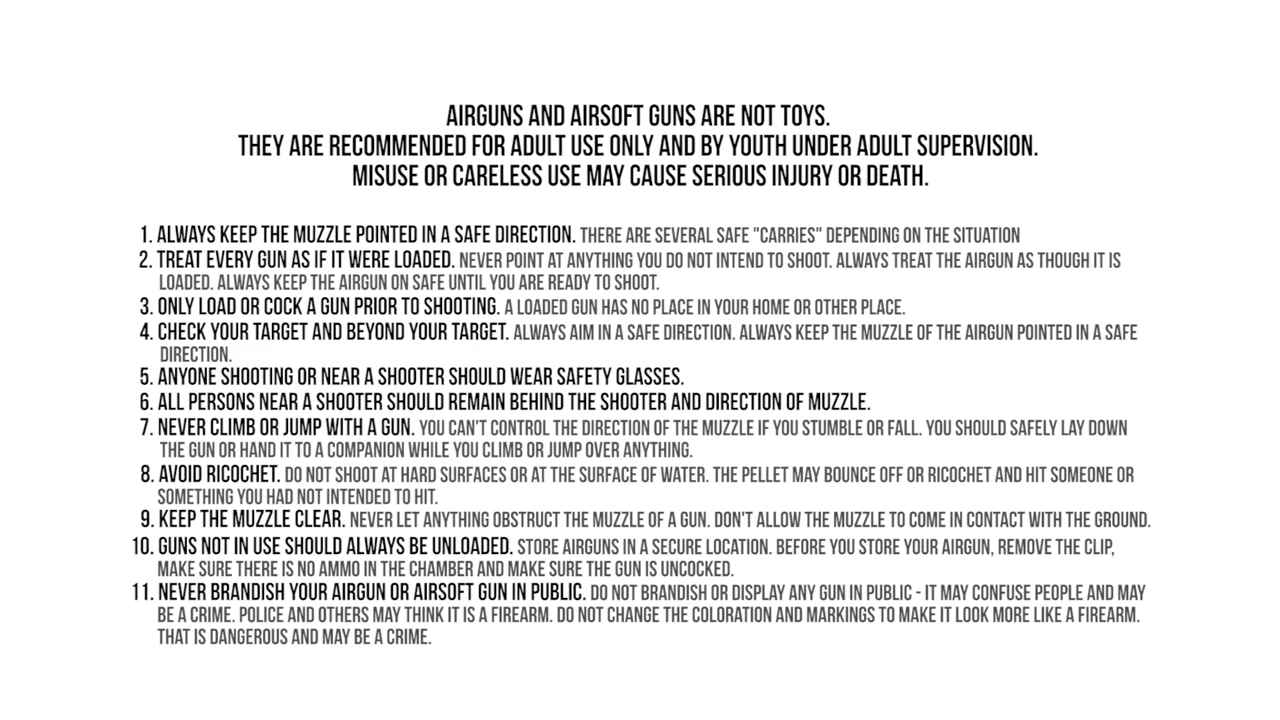 AIRGUNS AND AIRSOFT GUNS ARE NOT TOYS.
THEY ARE RECOMMENDED FOR ADULT USE ONLY AND BY YOUTH UNDER ADULT SUPERVISION.
MISUSE OR CARELESS USE MAY CAUSE SERIOUS INJURY OR DEATH.
1. ALWAYS KEEP THE MUZZLE POINTED IN A SAFE DIRECTION. THERE ARE SEVERAL SAFE "CARRIES" DEPENDING ON THE SITUATION
2. TREAT EVERY GUN AS IF IT WERE LOADED. NEVER POINT AT ANYTHING YOU DO NOT INTEND TO SHOOT. ALWAYS TREAT THE AIRGUN AS THOUGH IT IS
LOADED. ALWAYS KEEP THE AIRGUN ON SAFE UNTIL YOU ARE READY TO SHOOT.
3. ONLY LOAD OR COCK A GUN PRIOR TO SHOOTING. A LOADED GUN HAS NO PLACE IN YOUR HOME OR OTHER PLACE.
4. CHECK YOUR TARGET AND BEYOND YOUR TARGET. ALWAYS AIM IN A SAFE DIRECTION. ALWAYS KEEP THE MUZZLE OF THE AIRGUN POINTED IN A SAFE
DIRECTION.
5. ANYONE SHOOTING OR NEAR A SHOOTER SHOULD WEAR SAFETY GLASSES.
6. ALL PERSONS NEAR A SHOOTER SHOULD REMAIN BEHIND THE SHOOTER AND DIRECTION OF MUZZLE.
7. NEVER CLIMB OR JUMP WITH A GUN. YOU CAN'T CONTROL THE DIRECTION OF THE MUZZLE IF YOU STUMBLE OR FALL. YOU SHOULD SAFELY LAY DOWN
THE GUN OR HAND IT TO A COMPANION WHILE YOU CLIMB OR JUMP OVER ANYTHING.
8. AVOID RICOCHET. DO NOT SHOOT AT HARD SURFACES OR AT THE SURFACE OF WATER. THE PELLET MAY BOUNCE OFF OR RICOCHET AND HIT SOMEONE OR
SOMETHING YOU HAD NOT INTENDED TO HIT.
9. KEEP THE MUZZLE CLEAR. NEVER LET ANYTHING OBSTRUCT THE MUZZLE OF A GUN. DON'T ALLOW THE MUZZLE TO COME IN CONTACT WITH THE GROUND.
10. GUNS NOT IN USE SHOULD ALWAYS BE UNLOADED. STORE AIRGUNS IN A SECURE LOCATION. BEFORE YOU STORE YOUR AIRGUN, REMOVE THE CLIP,
MAKE SURE THERE IS NO AMMO IN THE CHAMBER AND MAKE SURE THE GUN IS UNCOCKED.
11. NEVER BRANDISH YOUR AIRGUN OR AIRSOFT GUN IN PUBLIC. DO NOT BRANDISH OR DISPLAY ANY GUN IN PUBLIC - IT MAY CONFUSE PEOPLE AND MAY
BE A CRIME. POLICE AND OTHERS MAY THINK IT IS A FIREARM. DO NOT CHANGE THE COLORATION AND MARKINGS TO MAKE IT LOOK MORE LIKE A FIREARM.
THAT IS DANGEROUS AND MAY BE A CRIME.